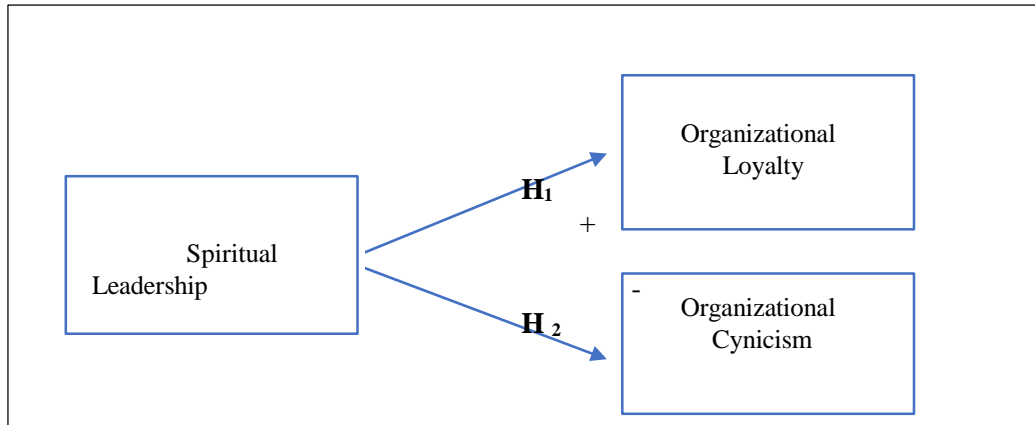 Organizational
Loyalty
H₁
+
Spiritual
Leadership
-
Organizational
Cynicism
H ₂